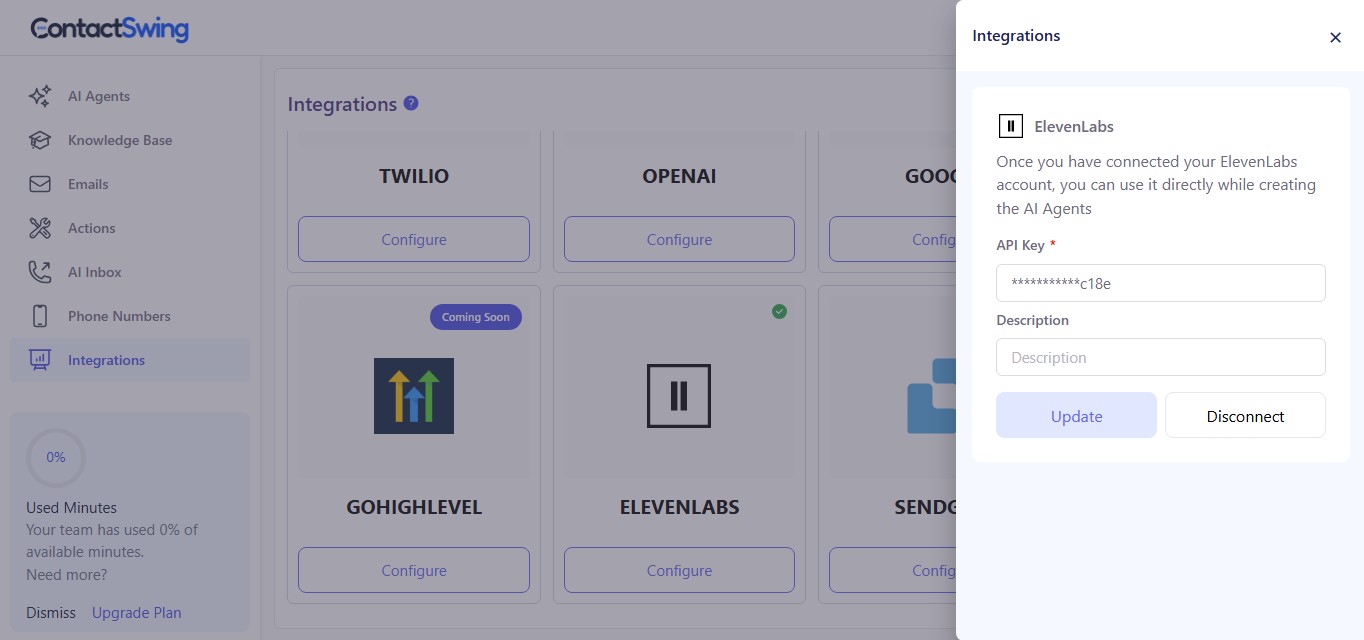 ContactSwing
AI Agents
Knowledge Base
Emails
Actions
AI Inbox
Phone Numbers
Integrations
0%
Used Minutes
Your team has used 0% of
available minutes.
Need more?
Dismiss Upgrade Plan
Integrations ?
TWILIO
Configure
OPENAI
Configure
GOOG
Config
Coming Soon
GOHIGHLEVEL
Configure
ELEVENLABS
Configure
SENDG
Config
Integrations
ElevenLabs
Once you have connected your ElevenLabs
account, you can use it directly while creating
the AI Agents
API Key *
***********c18e
Description
Description
Update
Disconnect